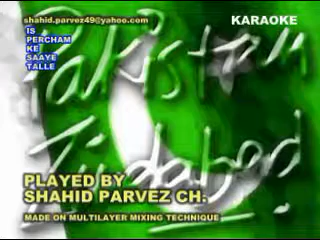 shahid.parvez49@yahoo.com
KARAOKE
IS
PERCHAM
KE
SAAYE
TALLE
Pakistan
Zindabad
PLAYED BY
SHAHID PARVEZ CH:
MADE ON MULTILAYER MIXING TECHNIQUE